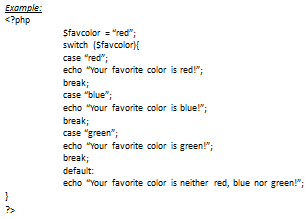 Example:
<?php
$favcolor = "red";
switch ($favcolor){
case "red";
echo "Your favorite color is red!";
break;
case "blue";
echo "Your favorite color is blue!";
break;
case "green";
echo "Your favorite color is green!";
break;
default:
echo "Your favorite color is neither red, blue nor green!";
}
?>